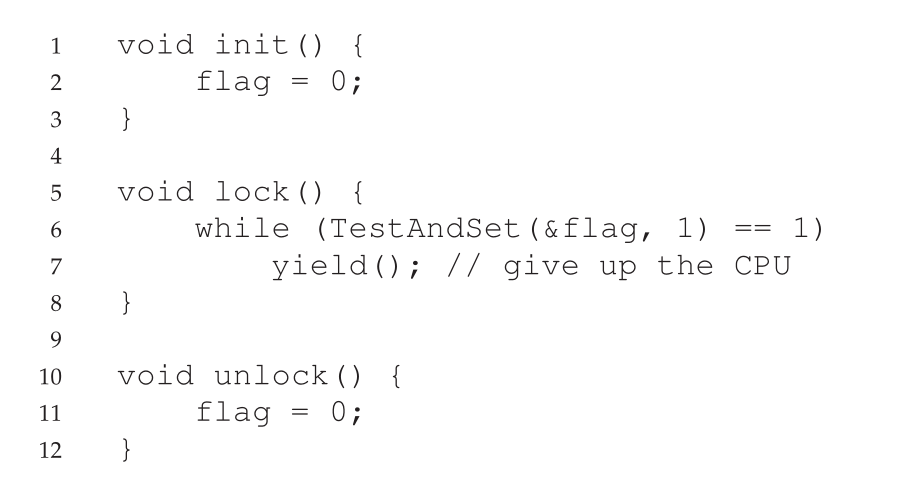 1 void init() {
2 flag = 0;
3 }
4
5 void lock() {
6 while (TestAndSet(&flag, 1) == 1)
7 yield(); // give up the CPU
8 }
9
10 void unlock() {
11 flag = 0;
12 }